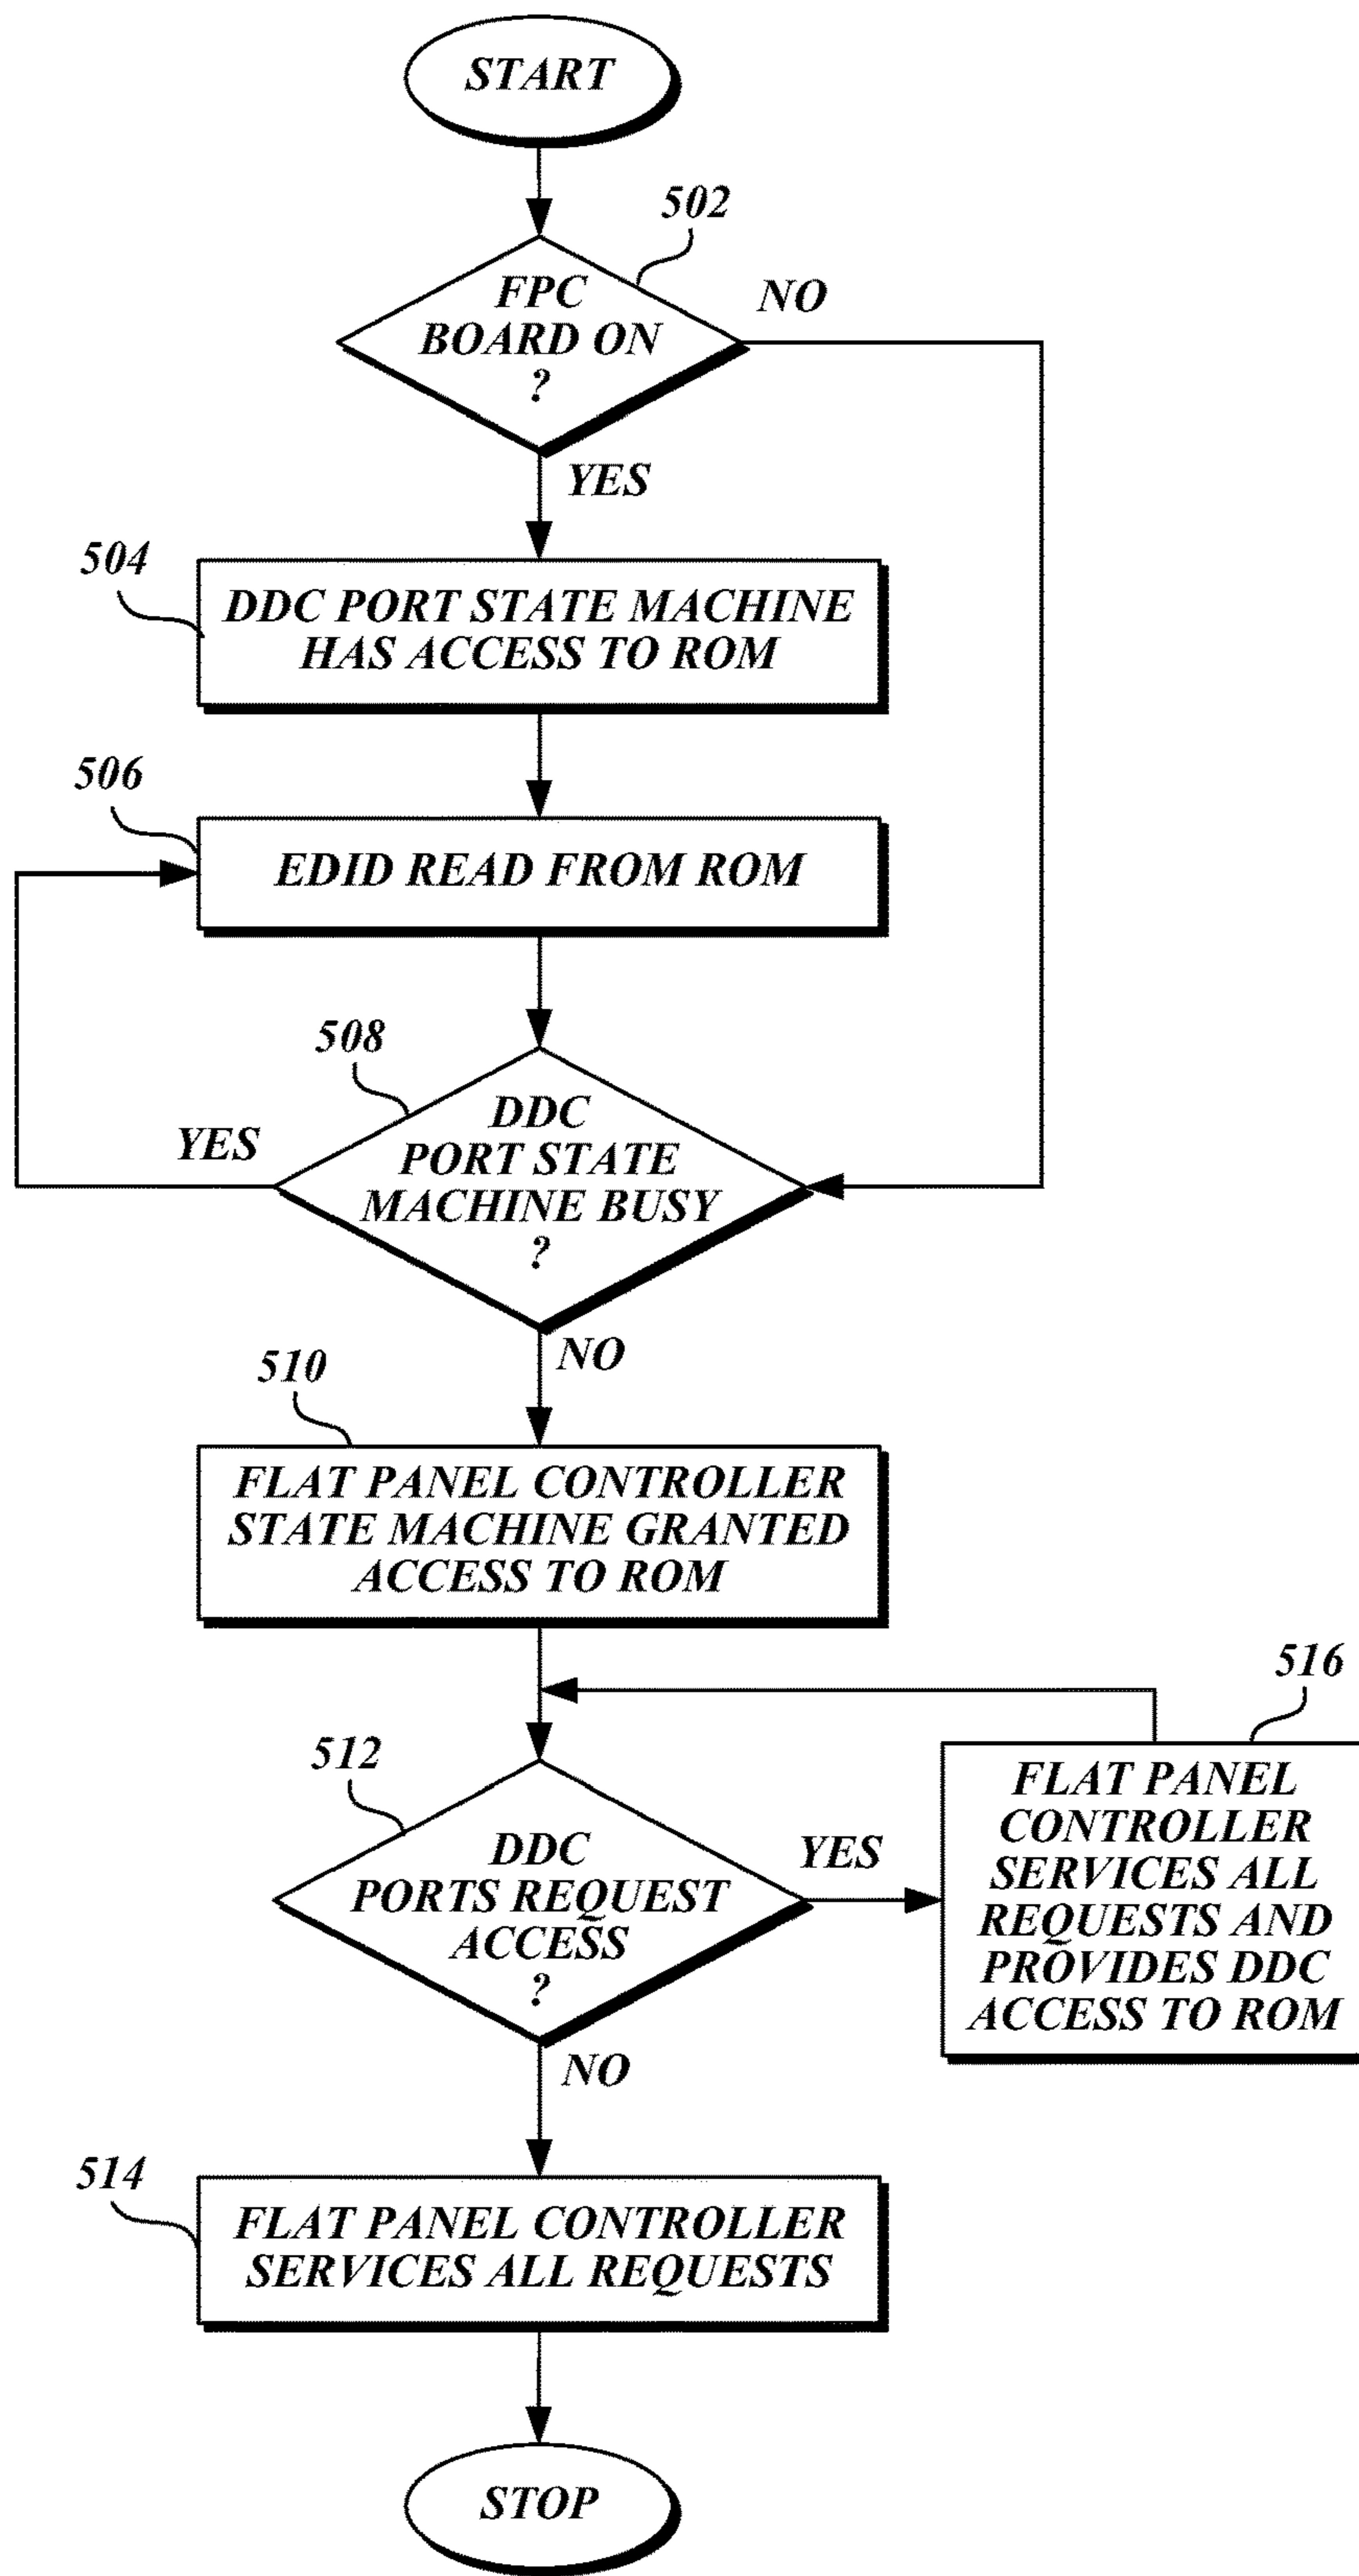 START
502
FPC
BOARD ON
?
NO
YES
504
DDC PORT STATE MACHINE
HAS ACCESS TO ROM
506
EDID READ FROM ROM
508
DDC
PORT STATE
MACHINE BUSY
?
YES
NO
510
FLAT PANEL CONTROLLER
STATE MACHINE GRANTED
ACCESS TO ROM
512
DDC
PORTS REQUEST
ACCESS
?
YES
516
FLAT PANEL
CONTROLLER
SERVICES ALL
REQUESTS AND
PROVIDES DDC
ACCESS TO ROM
NO
514
FLAT PANEL CONTROLLER
SERVICES ALL REQUESTS
STOP